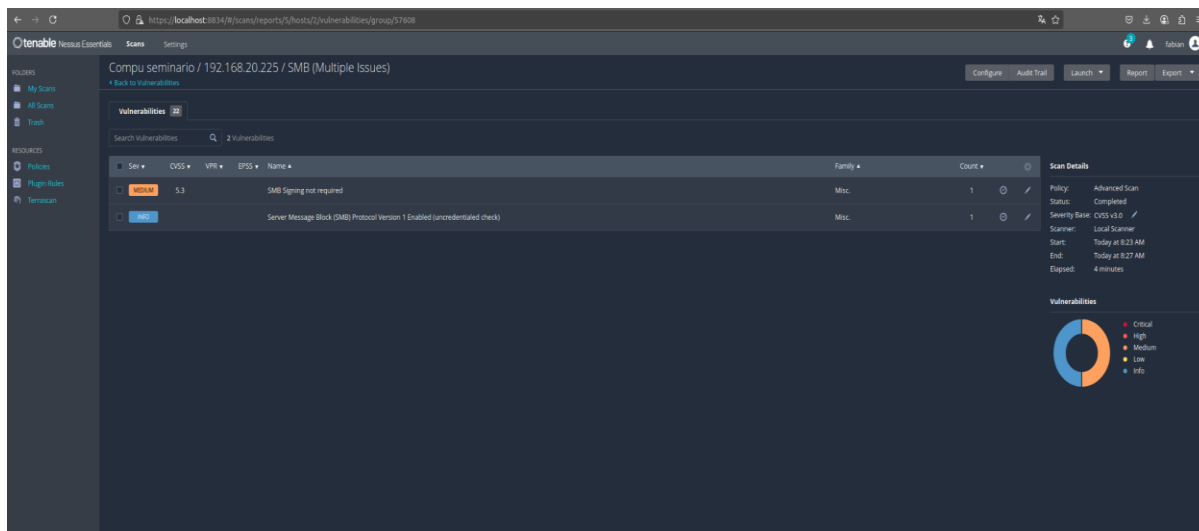 https://localhost:8834/#/scans/reports/5/hosts/2/vulnerabilities/group/57608
tenable Nessus Essentials Scans Settings
3
fabian
FOLDERS
My Scans
All Scans
Trash
RESOURCES
Policies
Plugin Rules
Terrascan
Compu seminario / 192.168.20.225 / SMB (Multiple Issues)
Back to Vulnerabilities
Configure Audit Trail Launch Report Export
Vulnerabilities 22
Search Vulnerabilities 2 Vulnerabilities
Sev CVSS VPR EPSS Name Family Count
MEDIUM 5.3 SMB Signing not required Misc. 1
INFO Server Message Block (SMB) Protocol Version 1 Enabled (uncredentialed check) Misc. 1
Scan Details
Policy: Advanced Scan
Status: Completed
Severity Base: CVSS v3.0
Scanner: Local Scanner
Start: Today at 8:23 AM
End: Today at 8:27 AM
Elapsed: 4 minutes
Vulnerabilities
Critical
High
Medium
Low
Info